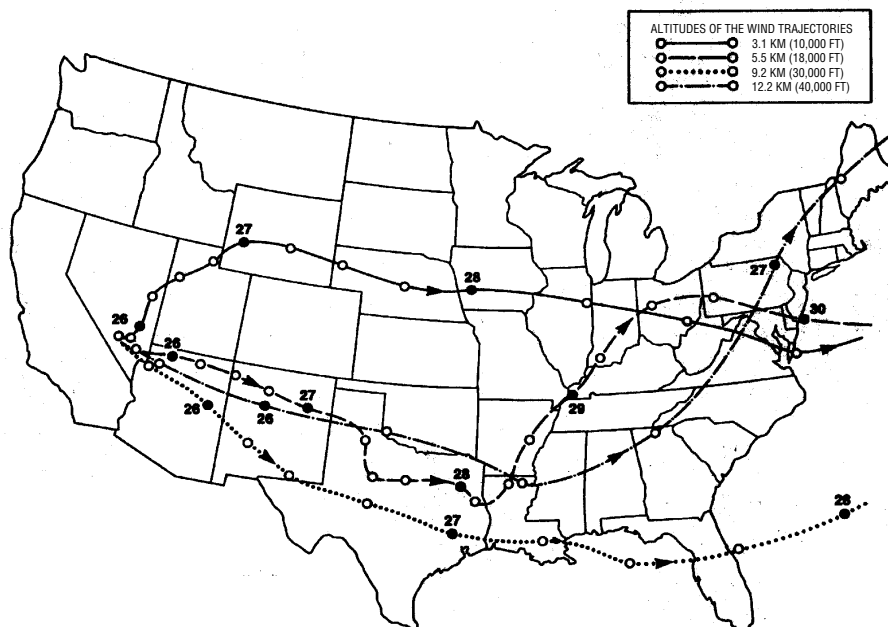 ALTITUDES OF THE WIND TRAJECTORIES
3.1 KM (10,000 FT)
5.5 KM (18,000 FT)
9.2 KM (30,000 FT)
12.2 KM (40,000 FT)
27
27
28
30
26
26
27
29
26
26
28
27
28